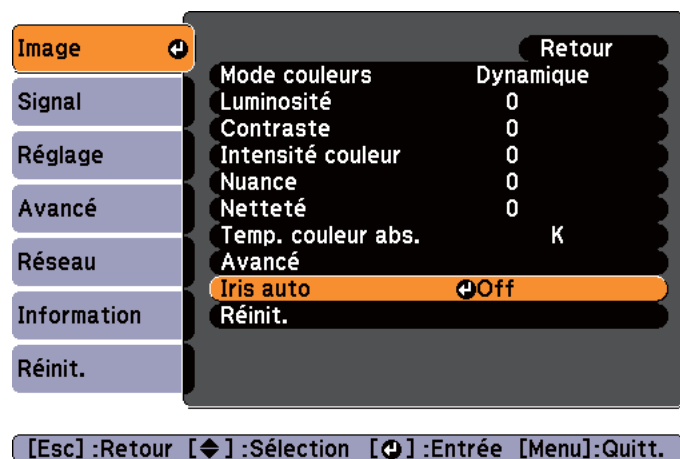 Image
Signal
Réglage
Avancé
Réseau
Information
Réinit.
Retour
Mode couleurs Dynamique
Luminosité 0
Contraste 0
Intensité couleur 0
Nuance 0
Netteté 0
Temp. couleur abs. K
Avancé
Iris auto Off
Réinit.
[Esc] :Retour [◆] :Sélection [↵] :Entrée [Menu]:Quitt.